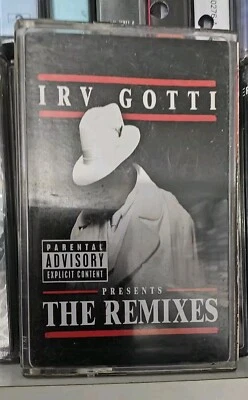 IRV GOTTI
PARENTAL
ADVISORY
EXPLICIT CONTENT
PRESENTS
THE REMIXES